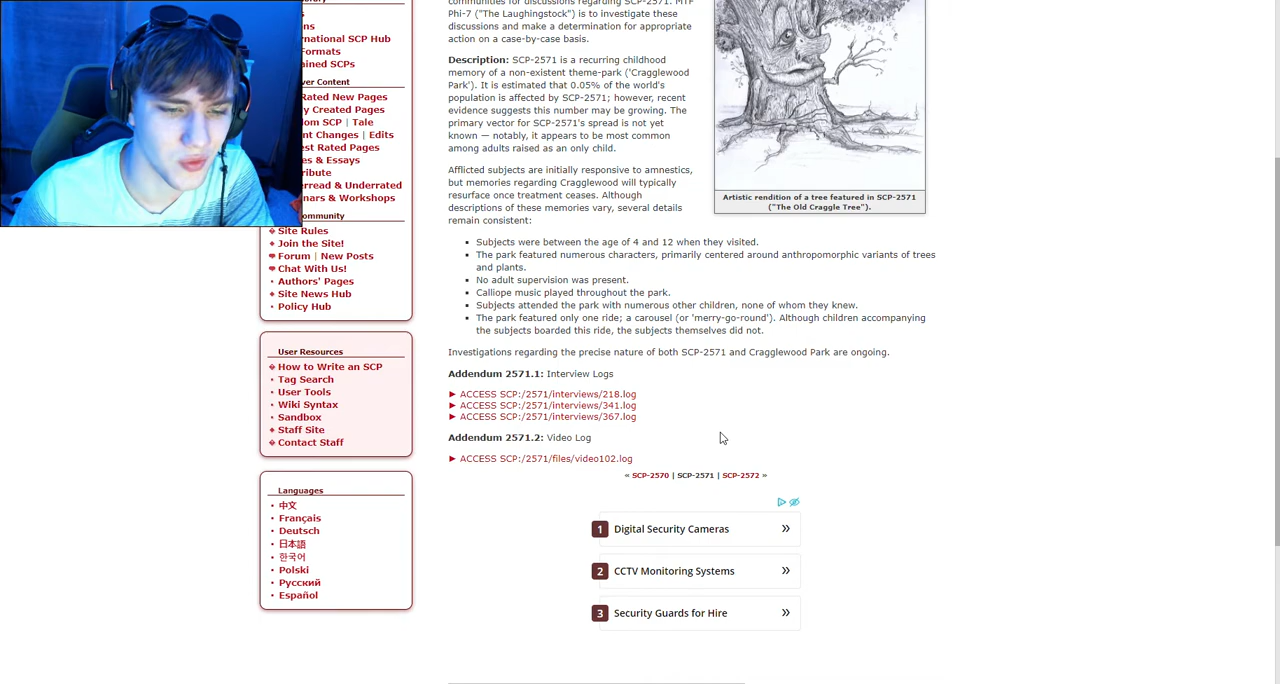 ions
national SCP Hub
Formats
ained SCPs
ver Content
Rated New Pages
y Created Pages
dom SCP | Tale
nt Changes | Edits
est Rated Pages
es & Essays
ribute
erread & Underrated
nars & Workshops
ommunity
Site Rules
Join the Site!
Forum | New Posts
Chat With Us!
Authors' Pages
Site News Hub
Policy Hub
User Resources
How to Write an SCP
Tag Search
User Tools
Wiki Syntax
Sandbox
Staff Site
Contact Staff
Languages
中文
Français
Deutsch
日本語
한국어
Polski
Русский
Español
communities for discussions regarding SCP-2571. MTF
Phi-7 ("The Laughingstock") is to investigate these
discussions and make a determination for appropriate
action on a case-by-case basis.
Description: SCP-2571 is a recurring childhood
memory of a non-existent theme-park ('Cragglewood
Park'). It is estimated that 0.05% of the world's
population is affected by SCP-2571; however, recent
evidence suggests this number may be growing. The
primary vector for SCP-2571's spread is not yet
known — notably, it appears to be most common
among adults raised as an only child.
Afflicted subjects are initially responsive to amnestics,
but memories regarding Cragglewood will typically
resurface once treatment ceases. Although
descriptions of these memories vary, several details
remain consistent:
Artistic rendition of a tree featured in SCP-2571
("The Old Craggle Tree").
Subjects were between the age of 4 and 12 when they visited.
The park featured numerous characters, primarily centered around anthropomorphic variants of trees
and plants.
No adult supervision was present.
Calliope music played throughout the park.
Subjects attended the park with numerous other children, none of whom they knew.
The park featured only one ride; a carousel (or 'merry-go-round'). Although children accompanying
the subjects boarded this ride, the subjects themselves did not.
Investigations regarding the precise nature of both SCP-2571 and Cragglewood Park are ongoing.
Addendum 2571.1: Interview Logs
► ACCESS SCP:/2571/interviews/218.log
► ACCESS SCP:/2571/interviews/341.log
► ACCESS SCP:/2571/interviews/367.log
Addendum 2571.2: Video Log
► ACCESS SCP:/2571/files/video102.log
« SCP-2570 | SCP-2571 | SCP-2572 »
1 Digital Security Cameras »
2 CCTV Monitoring Systems »
3 Security Guards for Hire »